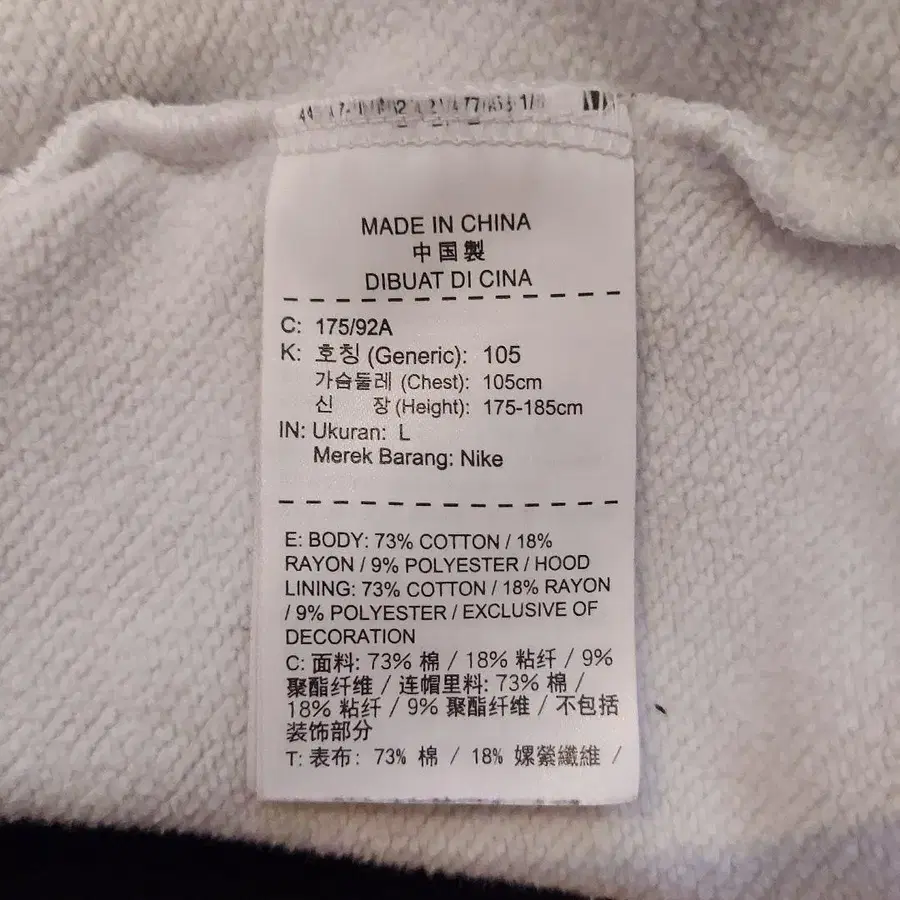 MADE IN CHINA
中国製
DIBUAT DI CINA
C: 175/92A
K: 호칭 (Generic): 105
가슴둘레 (Chest): 105cm
신 장 (Height): 175-185cm
IN: Ukuran: L
Merek Barang: Nike
E: BODY: 73% COTTON / 18%
RAYON / 9% POLYESTER / HOOD
LINING: 73% COTTON / 18% RAYON
/ 9% POLYESTER / EXCLUSIVE OF
DECORATION
C: 面料: 73% 棉 / 18% 粘纤 / 9%
聚酯纤维 / 连帽里料: 73% 棉 /
18% 粘纤 / 9% 聚酯纤维 / 不包括
装饰部分
T: 表布: 73% 棉 / 18% 嫘縈纖維 /